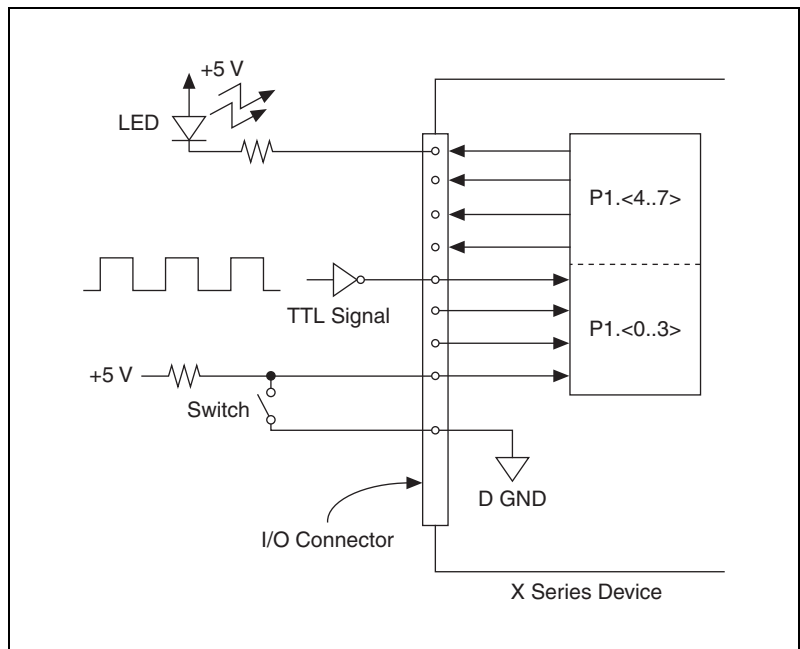 +5 V
LED
P1.<4..7>
TTL Signal
P1.<0..3>
+5 V
Switch
D GND
I/O Connector
X Series Device